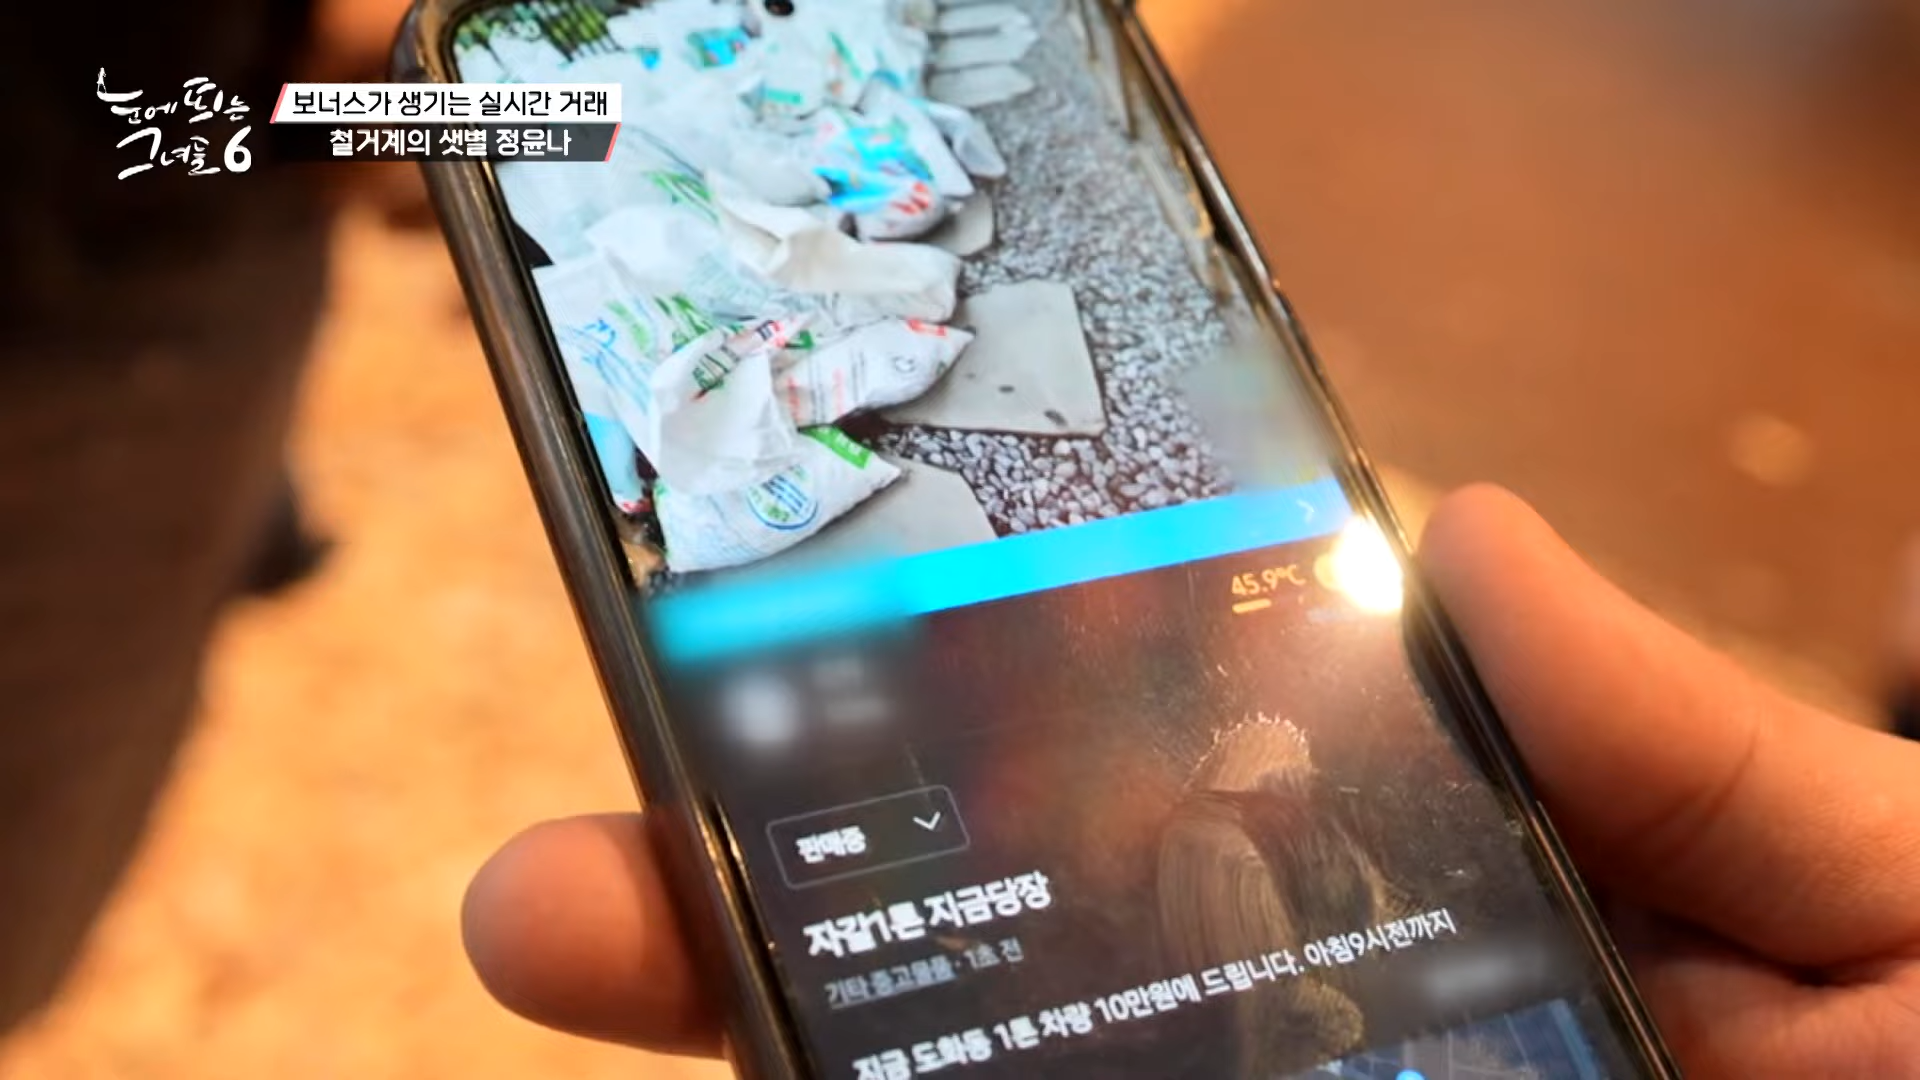 눈에 띄는
그녀들 6
보너스가 생기는 실시간 거래
철거계의 샛별 정윤나
45.9℃
판매중
자갈1톤 지금당장
기타 중고물품 · 1초 전
지금 도화동 1톤 차량 10만원에 드립니다. 아침9시전까지